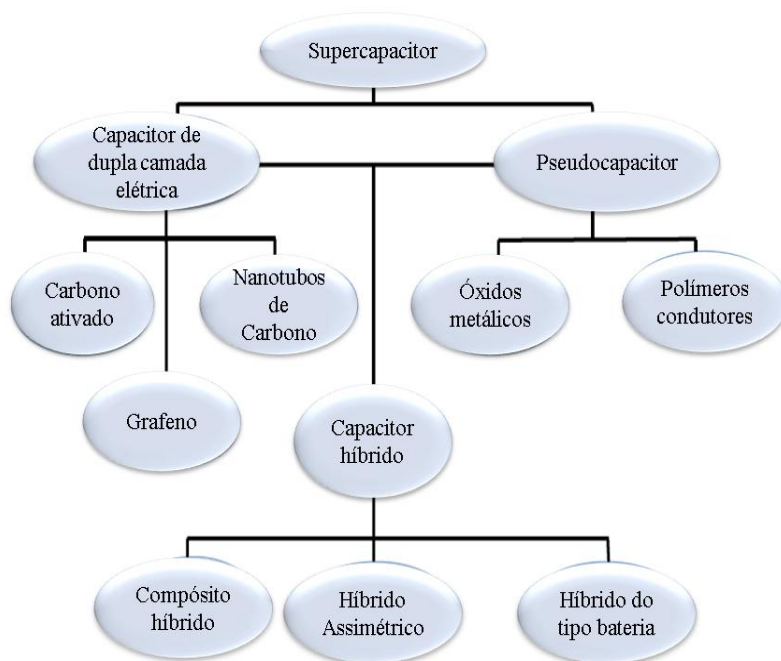 Supercapacitor
Capacitor de
dupla camada
elétrica
Pseudocapacitor
Carbono
ativado
Nanotubos
de
Carbono
Óxidos
metálicos
Polímeros
condutores
Grafeno
Capacitor
híbrido
Compósito
híbrido
Híbrido
Assimétrico
Híbrido do
tipo bateria